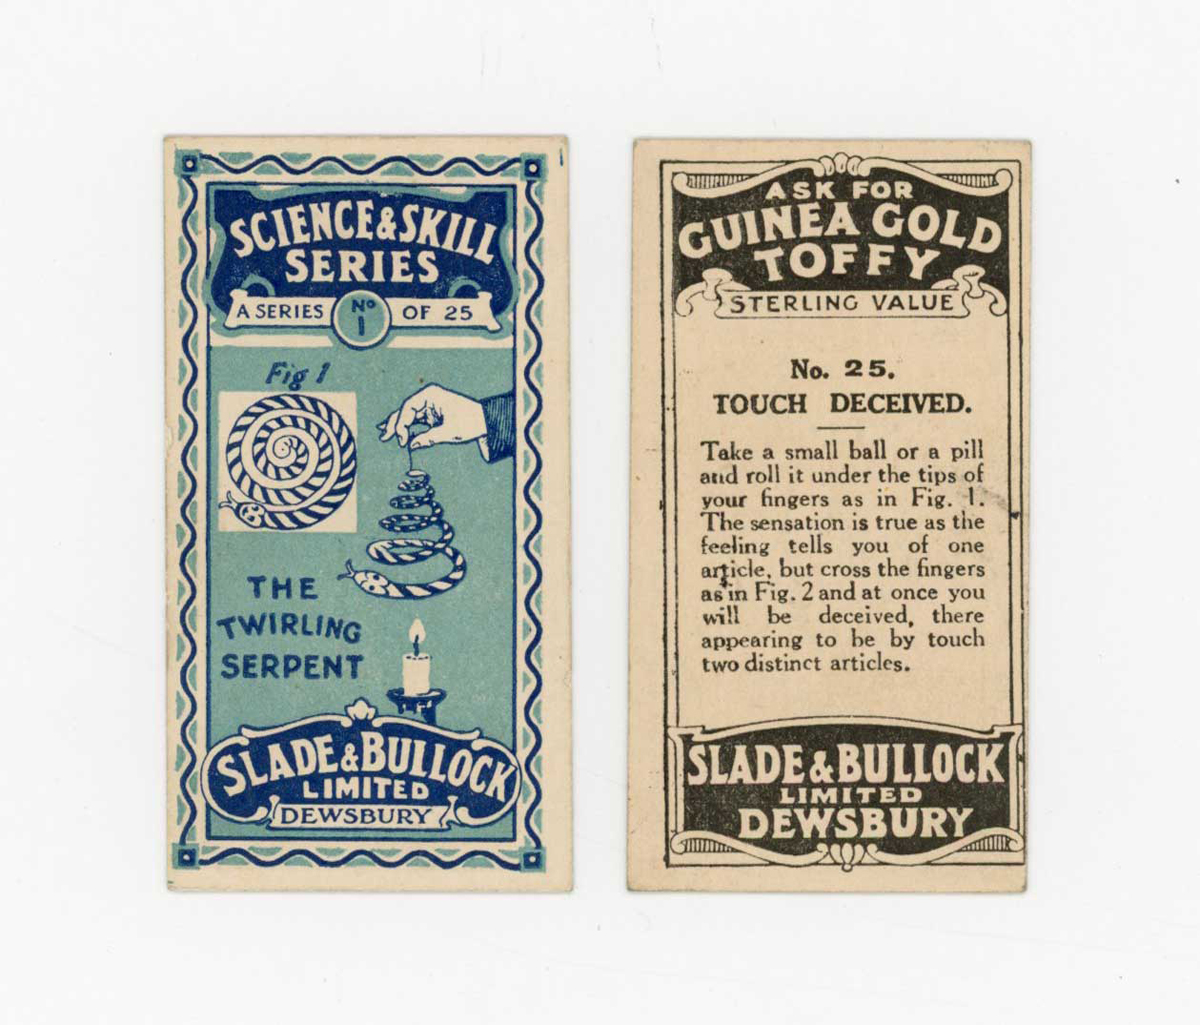 SCIENCE & SKILL
SERIES
A SERIES No 1 OF 25
Fig 1
THE
TWIRLING
SERPENT
SLADE & BULLOCK
LIMITED
DEWSBURY
ASK FOR
GUINEA GOLD
TOFFY
STERLING VALUE
No. 25.
TOUCH DECEIVED.
Take a small ball or a pill
and roll it under the tips of
your fingers as in Fig. 1.
The sensation is true as the
feeling tells you of one
article, but cross the fingers
as in Fig. 2 and at once you
will be deceived, there
appearing to be by touch
two distinct articles.
SLADE & BULLOCK
LIMITED
DEWSBURY